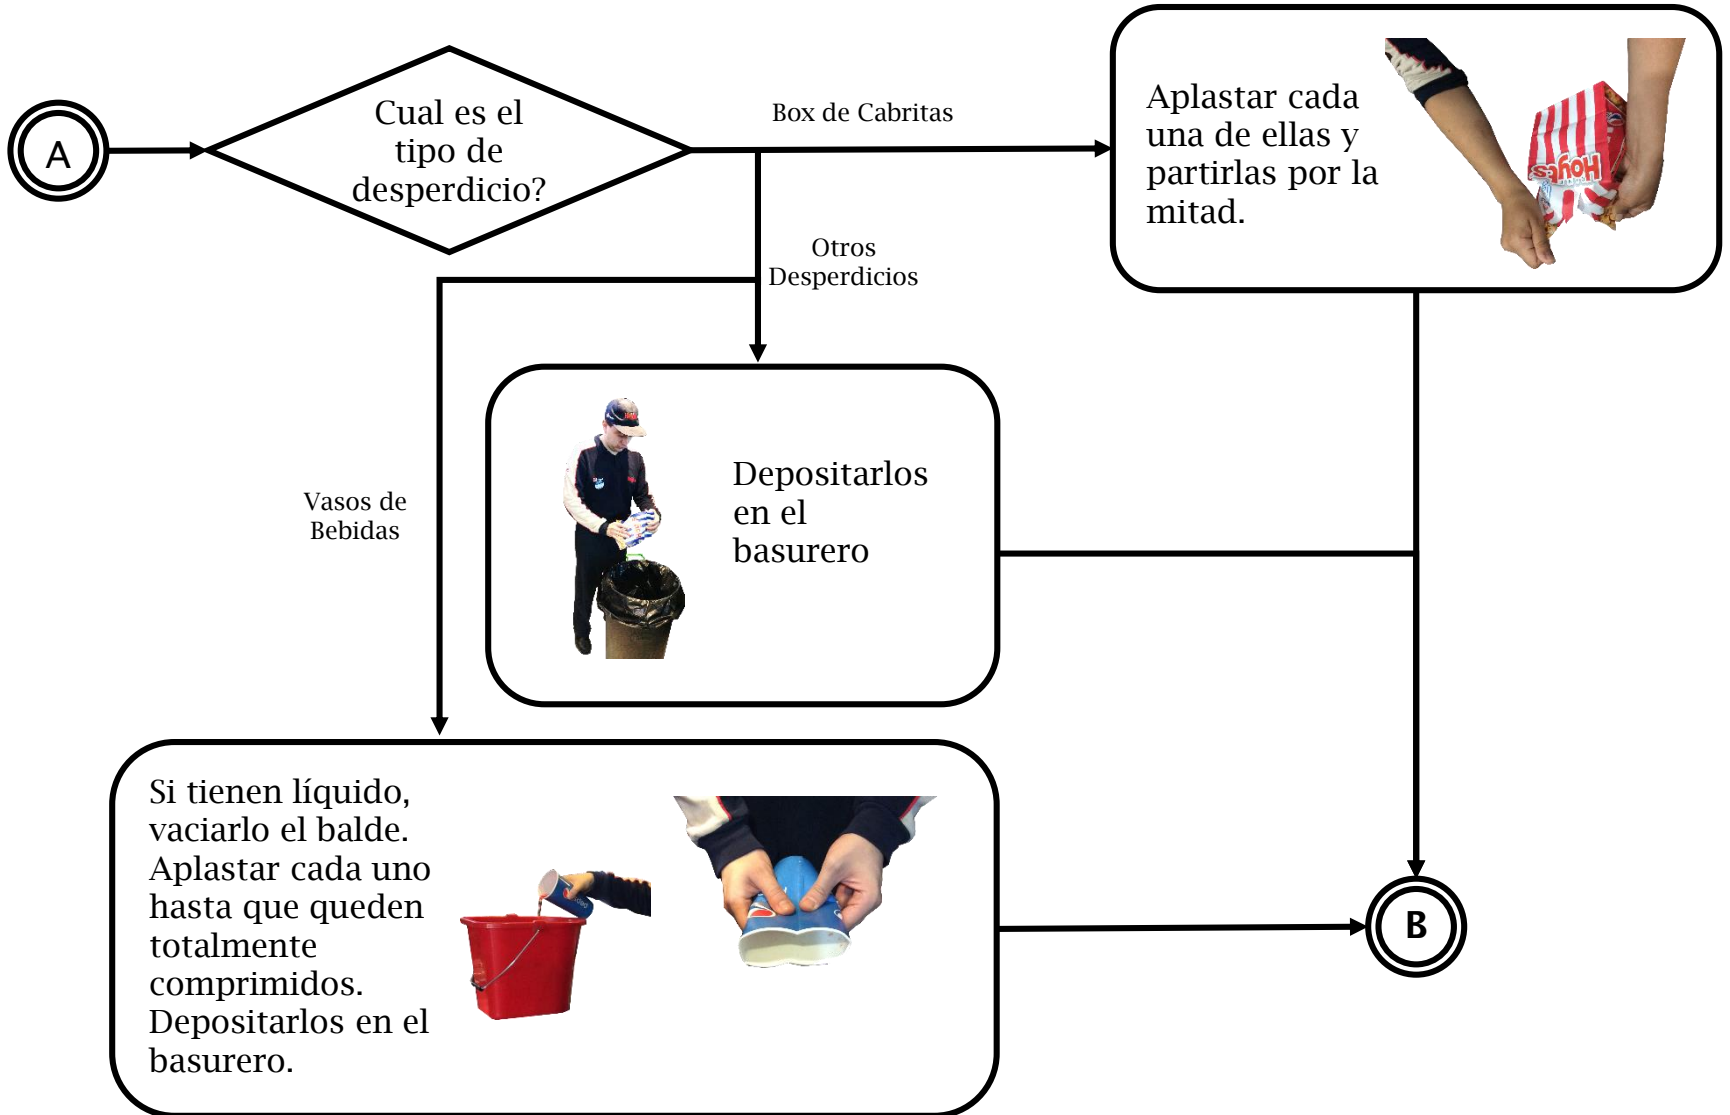 A
Cual es el
tipo de
desperdicio?
Box de Cabritas
Aplastar cada
una de ellas y
partirlas por la
mitad.
Hoyts
Otros
Desperdicios
Vasos de
Bebidas
Depositarlos
en el
basurero
Si tienen líquido,
vaciarlo el balde.
Aplastar cada uno
hasta que queden
totalmente
comprimidos.
Depositarlos en el
basurero.
B